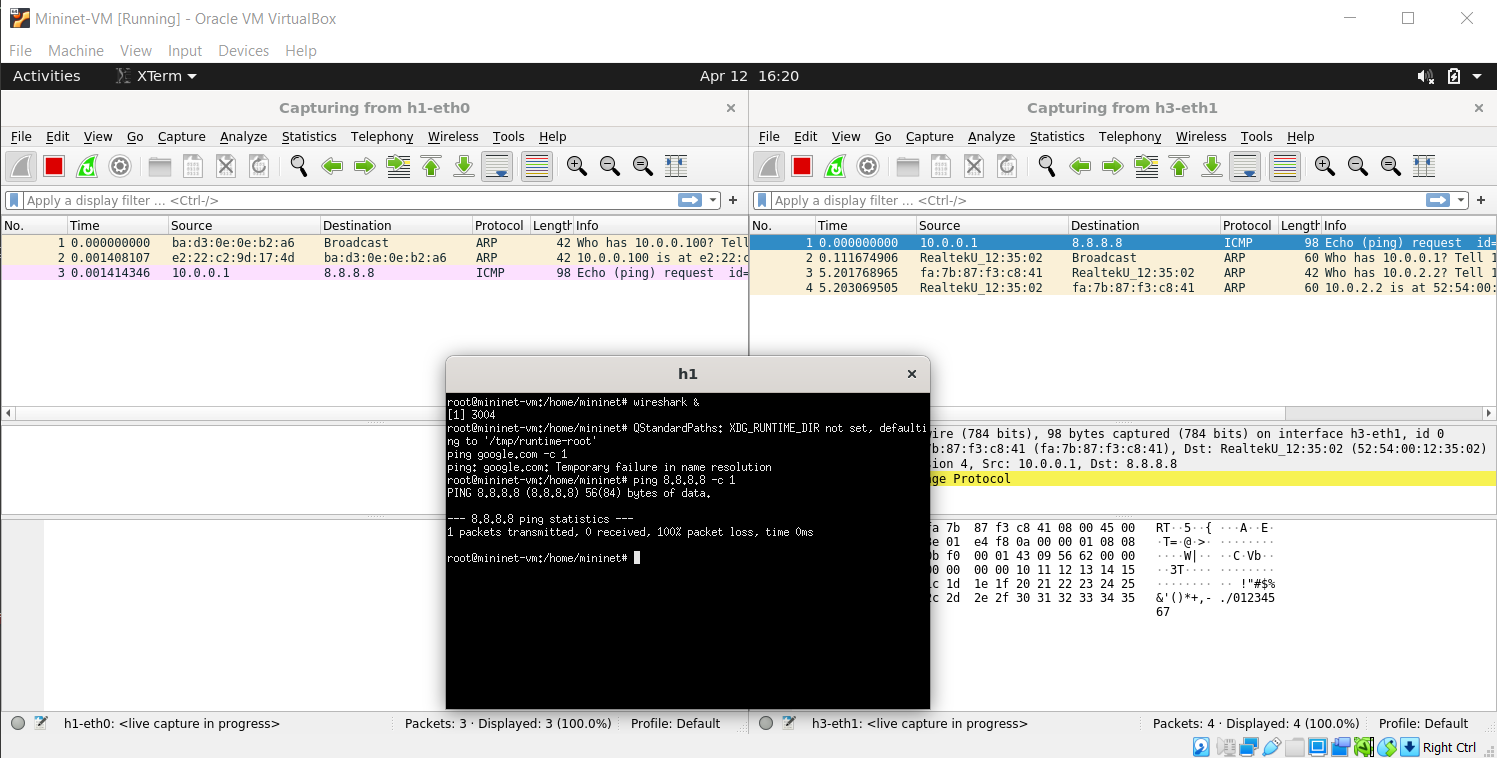 Mininet-VM [Running] - Oracle VM VirtualBox
File Machine View Input Devices Help
Activities XTerm Apr 12 16:20
Capturing from h1-eth0
File Edit View Go Capture Analyze Statistics Telephony Wireless Tools Help
Apply a display filter ... <Ctrl-/>
No. Time Source Destination Protocol Length Info
1 0.000000000 ba:d3:0e:0e:b2:a6 Broadcast ARP 42 Who has 10.0.0.100? Tell
2 0.001408107 e2:22:c2:9d:17:4d ba:d3:0e:0e:b2:a6 ARP 42 10.0.0.100 is at e2:22:c
3 0.001414346 10.0.0.1 8.8.8.8 ICMP 98 Echo (ping) request id=
Capturing from h3-eth1
File Edit View Go Capture Analyze Statistics Telephony Wireless Tools Help
Apply a display filter ... <Ctrl-/>
No. Time Source Destination Protocol Length Info
1 0.000000000 10.0.0.1 8.8.8.8 ICMP 98 Echo (ping) request id=
2 0.111674906 RealtekU_12:35:02 Broadcast ARP 60 Who has 10.0.0.1? Tell 1
3 5.201768965 fa:7b:87:f3:c8:41 RealtekU_12:35:02 ARP 42 Who has 10.0.2.2? Tell 1
4 5.203069505 RealtekU_12:35:02 fa:7b:87:f3:c8:41 ARP 60 10.0.2.2 is at 52:54:00:
h1
root@mininet-vm:/home/mininet# wireshark &
[1] 3004
root@mininet-vm:/home/mininet# QStandardPaths: XDG_RUNTIME_DIR not set, defaulti
ng to '/tmp/runtime-root'
ping google.com -c 1
ping: google.com: Temporary failure in name resolution
root@mininet-vm:/home/mininet# ping 8.8.8.8 -c 1
PING 8.8.8.8 (8.8.8.8) 56(84) bytes of data.
--- 8.8.8.8 ping statistics ---
1 packets transmitted, 0 received, 100% packet loss, time 0ms
root@mininet-vm:/home/mininet#
ire (784 bits), 98 bytes captured (784 bits) on interface h3-eth1, id 0
7b:87:f3:c8:41 (fa:7b:87:f3:c8:41), Dst: RealtekU_12:35:02 (52:54:00:12:35:02)
ion 4, Src: 10.0.0.1, Dst: 8.8.8.8
ge Protocol
fa 7b 87 f3 c8 41 08 00 45 00 RT··5··{ ···A··E·
3e 01 e4 f8 0a 00 00 01 08 08 ·T=·@·>· ········
0b f0 00 01 43 09 56 62 00 00 ····W|·· ··C·Vb··
00 00 00 00 10 11 12 13 14 15 ··3T···· ········
1c 1d 1e 1f 20 21 22 23 24 25 ········ ·· !"#$%
2c 2d 2e 2f 30 31 32 33 34 35 &'()*+,- ./012345
67
h1-eth0: <live capture in progress> Packets: 3 · Displayed: 3 (100.0%) Profile: Default
h3-eth1: <live capture in progress> Packets: 4 · Displayed: 4 (100.0%) Profile: Default
Right Ctrl